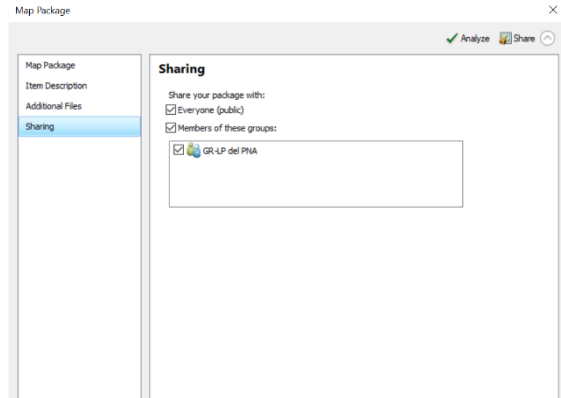 Map Package
Analyze Share
Map Package
Item Description
Additional Files
Sharing
Sharing
Share your package with:
Everyone (public)
Members of these groups:
GR-LP del PNA